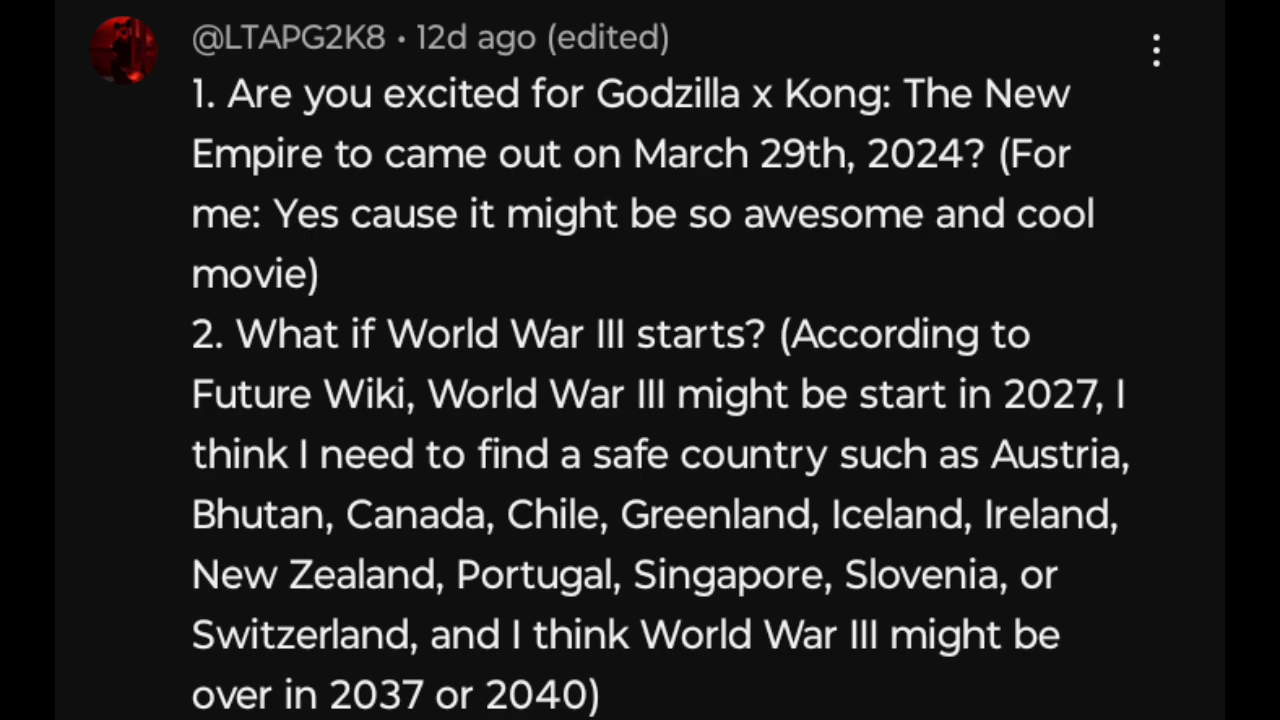 @LTAPG2K8 • 12d ago (edited)
1. Are you excited for Godzilla x Kong: The New
Empire to came out on March 29th, 2024? (For
me: Yes cause it might be so awesome and cool
movie)
2. What if World War III starts? (According to
Future Wiki, World War III might be start in 2027, I
think I need to find a safe country such as Austria,
Bhutan, Canada, Chile, Greenland, Iceland, Ireland,
New Zealand, Portugal, Singapore, Slovenia, or
Switzerland, and I think World War III might be
over in 2037 or 2040)